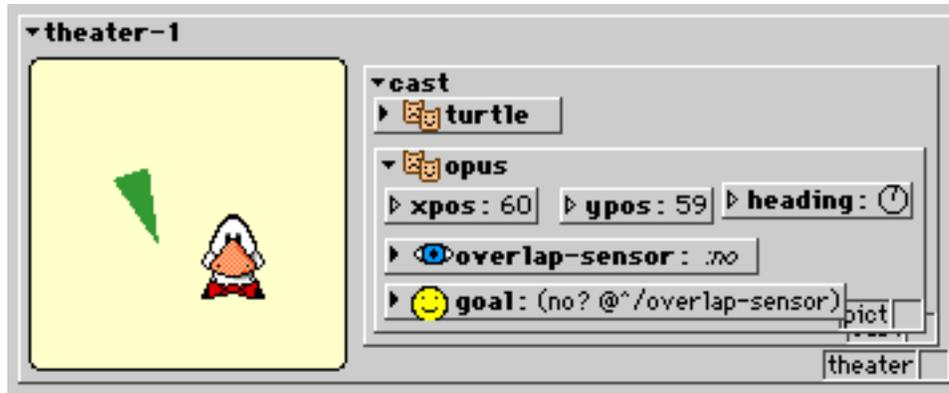 theater-1
cast
turtle
opus
xpos: 60 ypos: 59 heading:
overlap-sensor: :no
goal: (no? @^/overlap-sensor)
pict
theater